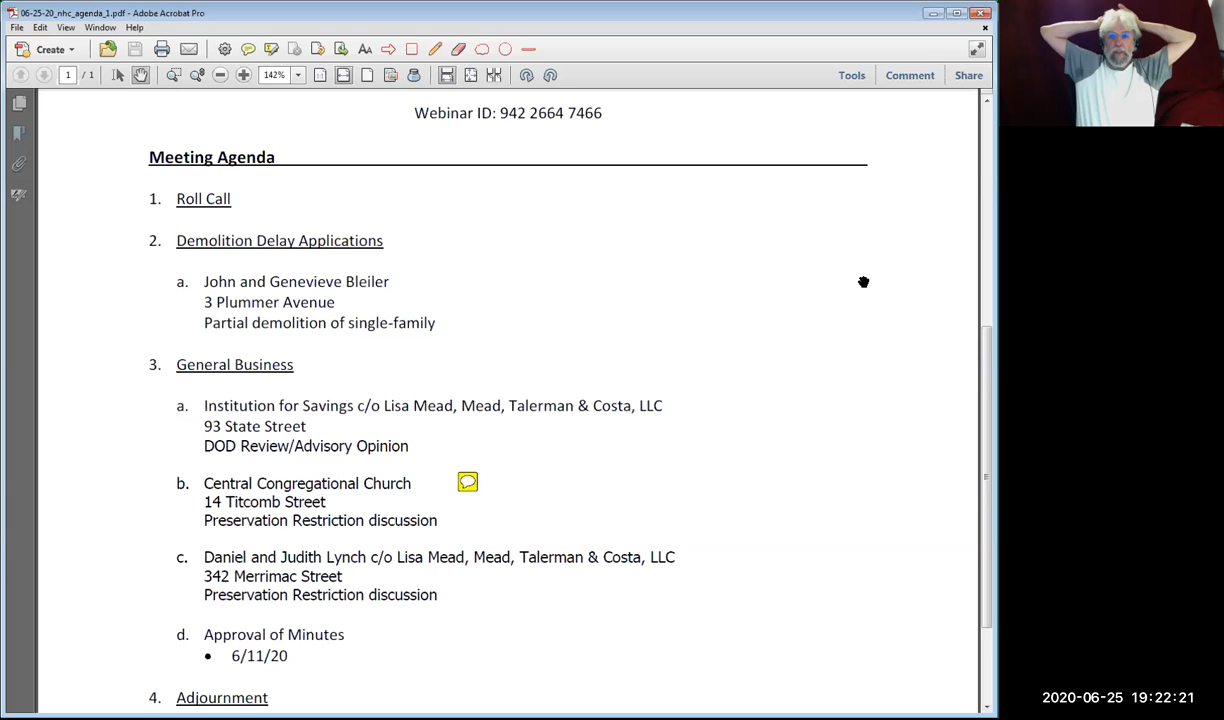 06-25-20_nhc_agenda_1.pdf - Adobe Acrobat Pro
File Edit View Window Help
Create
1 / 1
142%
Tools Comment Share
Webinar ID: 942 2664 7466
Meeting Agenda
1. Roll Call
2. Demolition Delay Applications
a. John and Genevieve Bleiler
3 Plummer Avenue
Partial demolition of single-family
3. General Business
a. Institution for Savings c/o Lisa Mead, Mead, Talerman & Costa, LLC
93 State Street
DOD Review/Advisory Opinion
b. Central Congregational Church
14 Titcomb Street
Preservation Restriction discussion
c. Daniel and Judith Lynch c/o Lisa Mead, Mead, Talerman & Costa, LLC
342 Merrimac Street
Preservation Restriction discussion
d. Approval of Minutes
• 6/11/20
4. Adjournment
2020-06-25 19:22:21